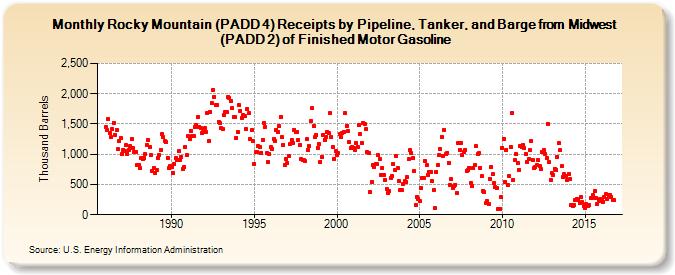 Monthly Rocky Mountain (PADD 4) Receipts by Pipeline, Tanker, and Barge from Midwest
(PADD 2) of Finished Motor Gasoline
Thousand Barrels
2,500
2,000
1,500
1,000
500
0
1990 1995 2000 2005 2010 2015
Source: U.S. Energy Information Administration